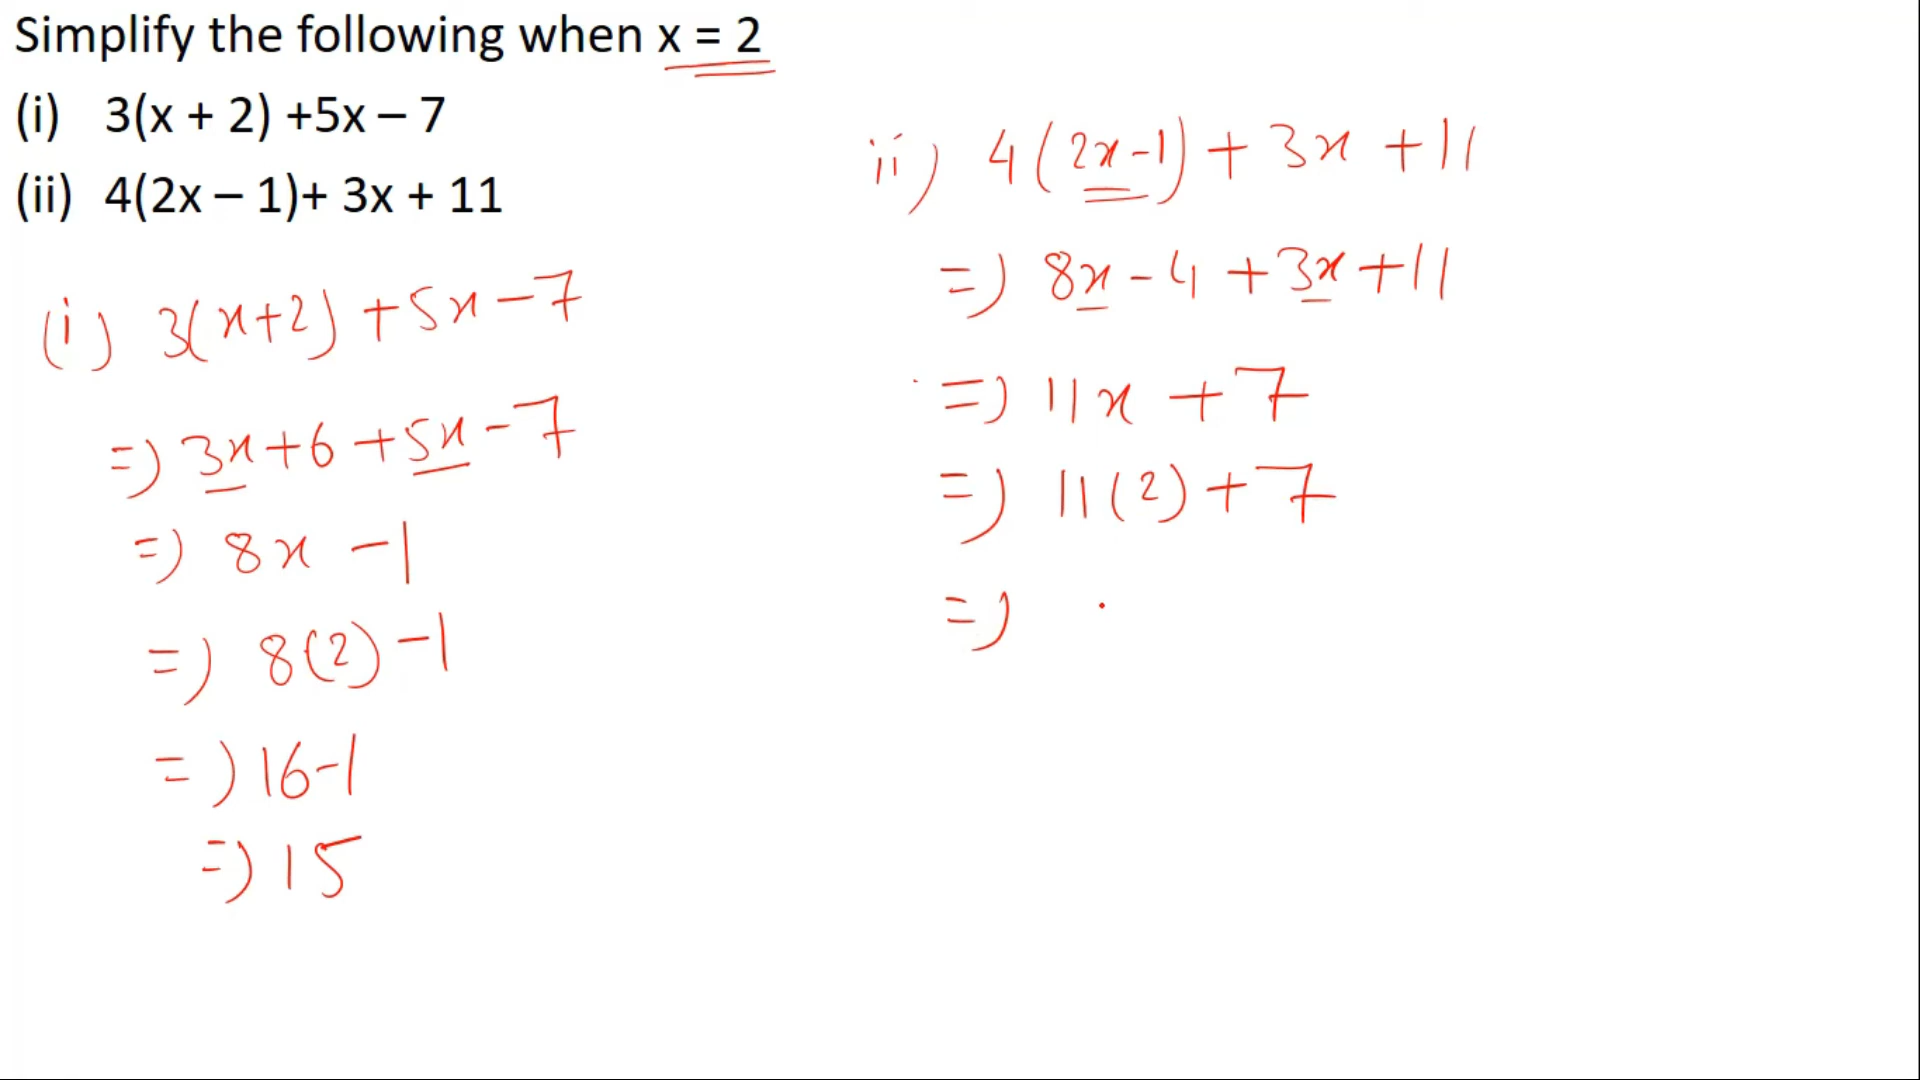 Simplify the following when x = 2
(i) 3(x + 2) +5x – 7
(ii) 4(2x – 1)+ 3x + 11
(i) 3(x+2) +5x-7
=) 3x+6 +5x-7
=) 8x -1
=) 8(2) -1
=) 16-1
=) 15
ii) 4(2x-1) + 3x +11
=) 8x - 4 + 3x + 11
=) 11x + 7
=) 11(2) + 7
=)